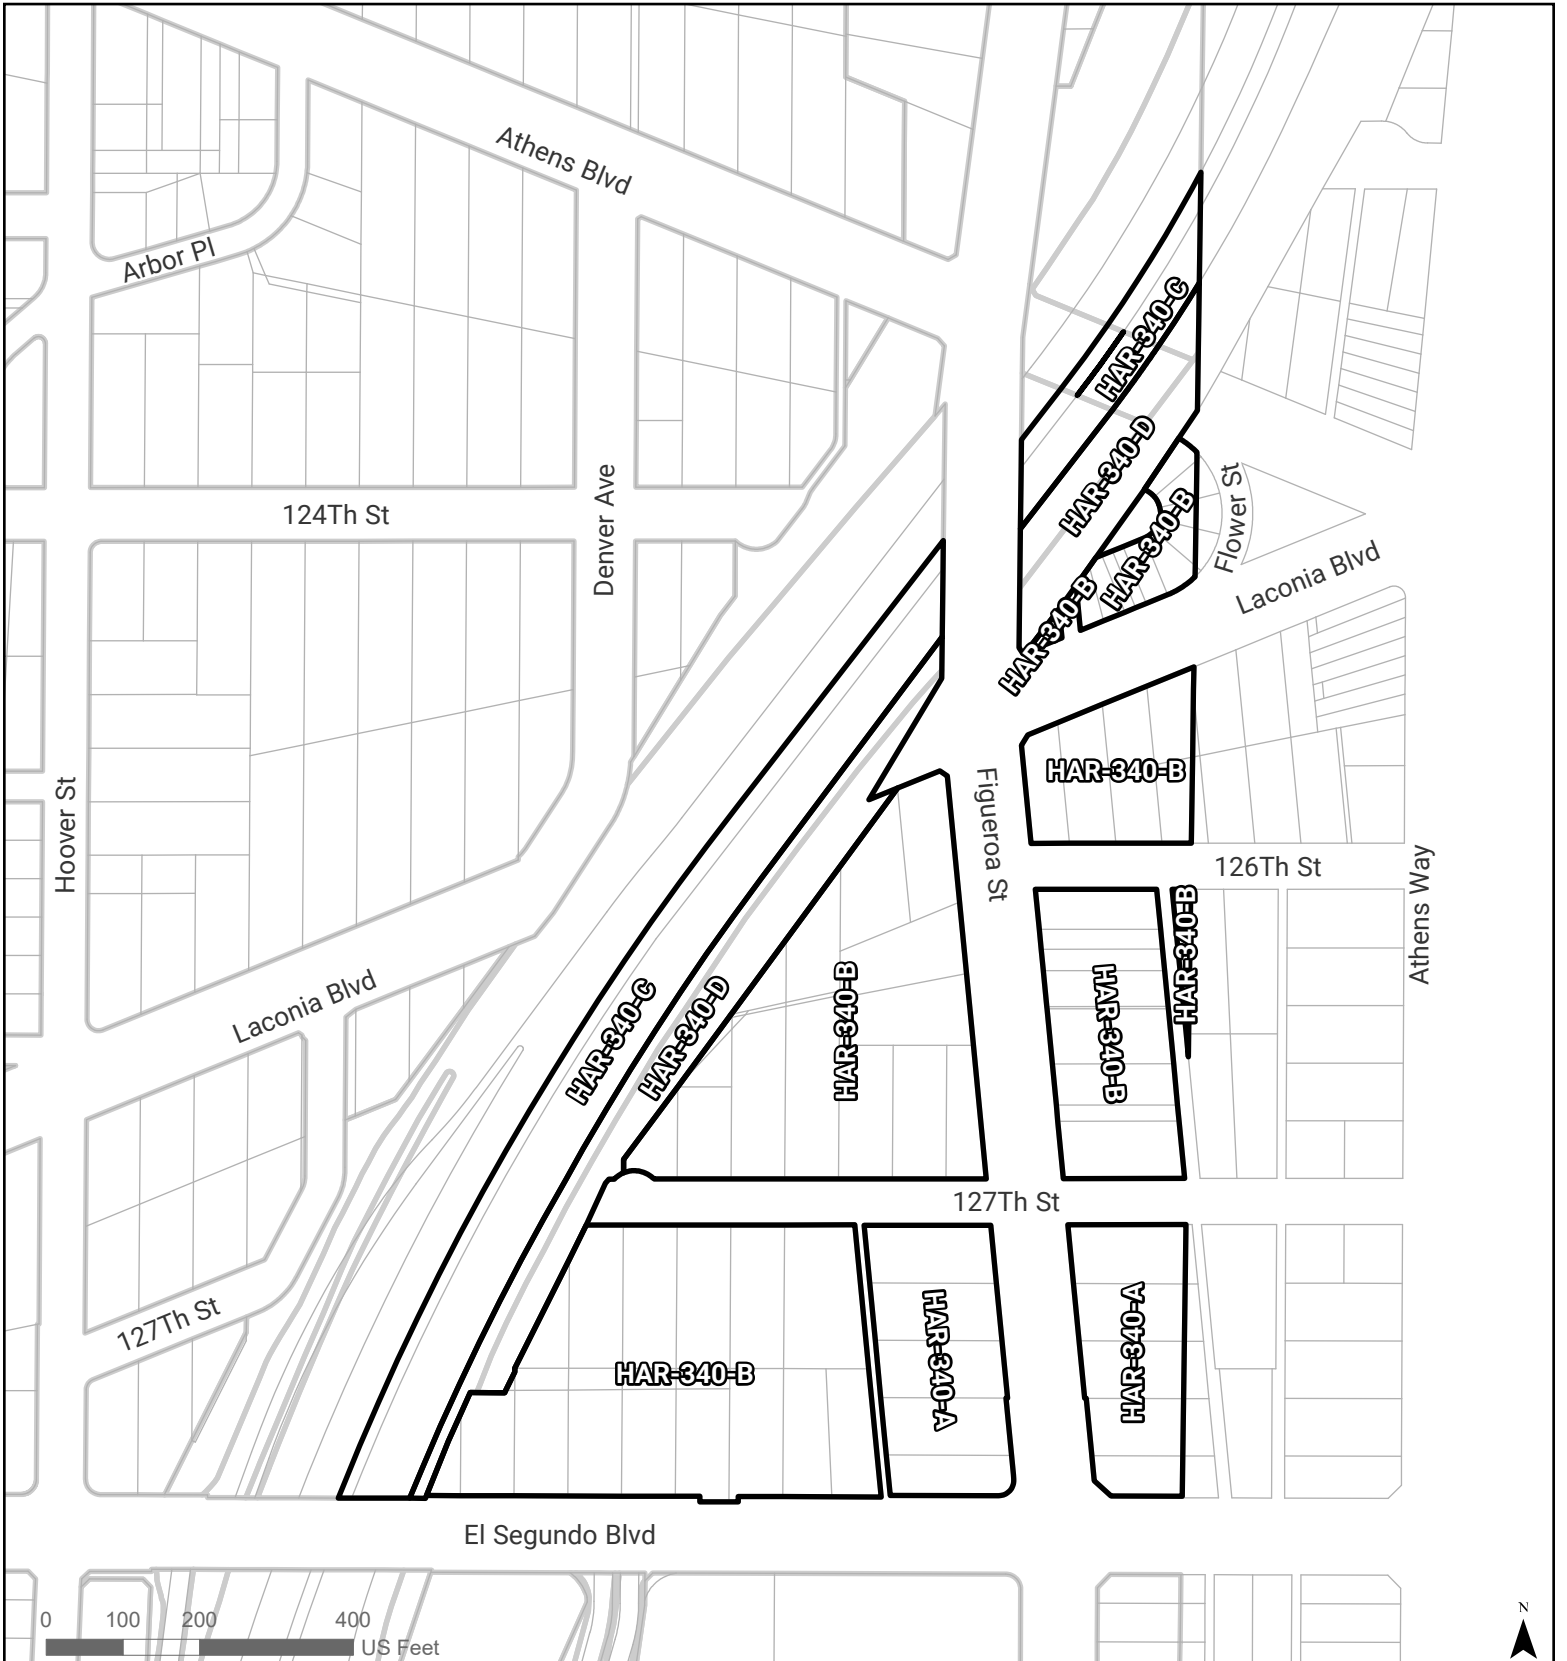 Athens Blvd
Arbor Pl
HAR-340-C
HAR-340-D
124Th St
Denver Ave
HAR-340-B
Flower St
HAR-340-B
Laconia Blvd
HAR-340-B
Hoover St
Figueroa St
126Th St
Athens Way
HAR-340-B
HAR-340-B
HAR-340-B
HAR-340-C
HAR-340-D
Laconia Blvd
127Th St
127Th St
HAR-340-B
HAR-340-A
HAR-340-A
El Segundo Blvd
0 100 200 400
US Feet
N